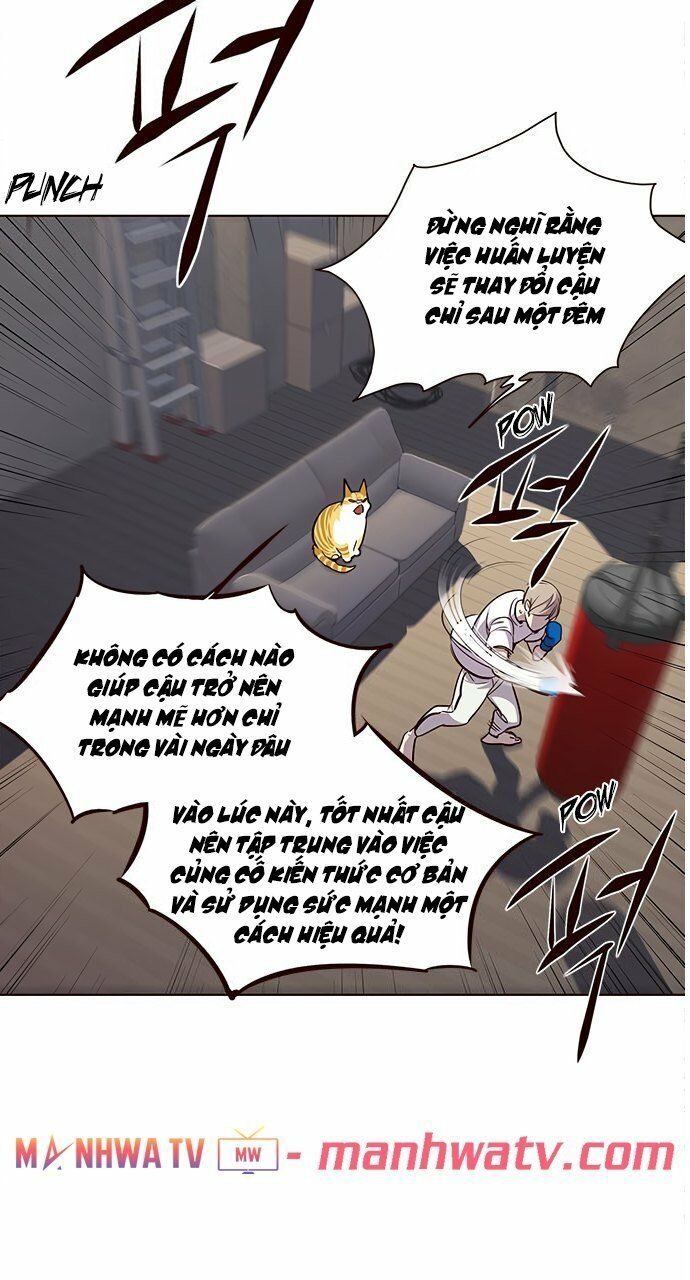 퍽
PUNCH
ĐỪNG NGHĨ RẰNG
VIỆC HUẤN LUYỆN
SẼ THAY ĐỔI CẬU
CHỈ SAU MỘT ĐÊM
POW
퍽
KHÔNG CÓ CÁCH NÀO
GIÚP CẬU TRỞ NÊN
MẠNH MẼ HƠN CHỈ
TRONG VÀI NGÀY ĐÂU
VÀO LÚC NÀY, TỐT NHẤT CẬU
NÊN TẬP TRUNG VÀO VIỆC
CỦNG CỐ KIẾN THỨC CƠ BẢN
VÀ SỬ DỤNG SỨC MẠNH MỘT
CÁCH HIỆU QUẢ!
POW
퍽
MANHWA TV MW - manhwatv.com